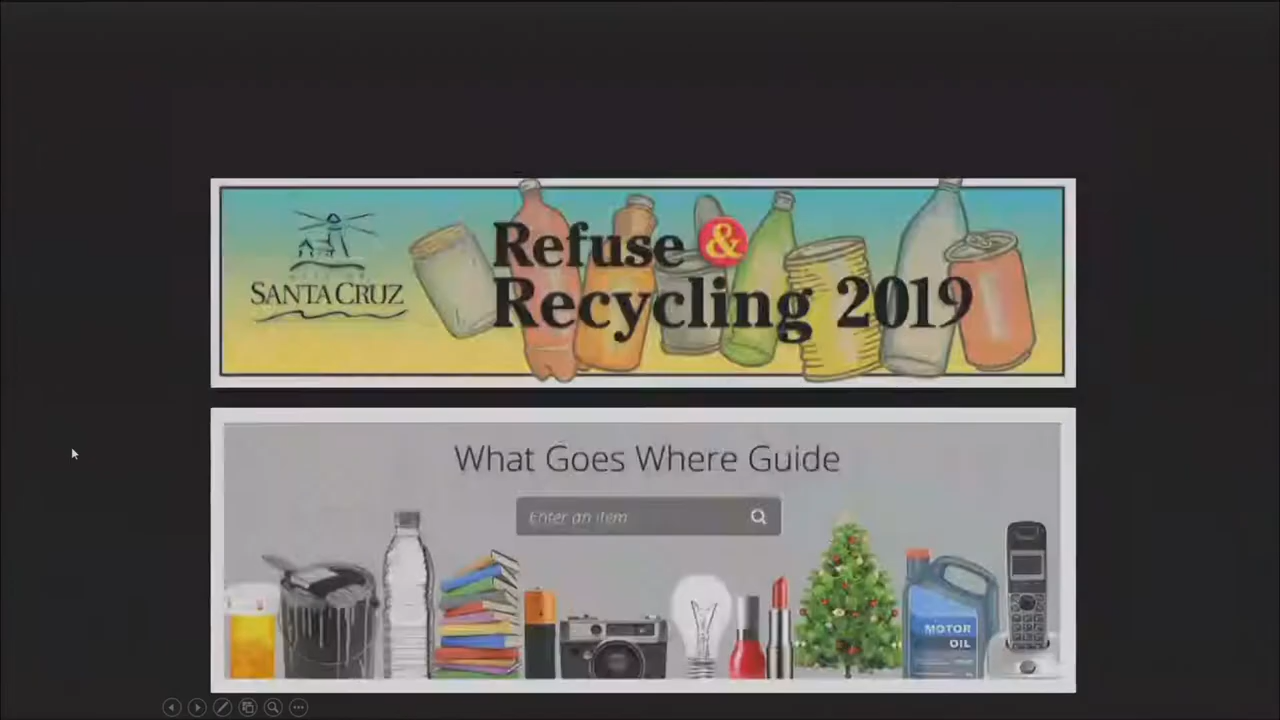 SANTA CRUZ
Refuse &
Recycling 2019
What Goes Where Guide
Enter an item
MOTOR
OIL